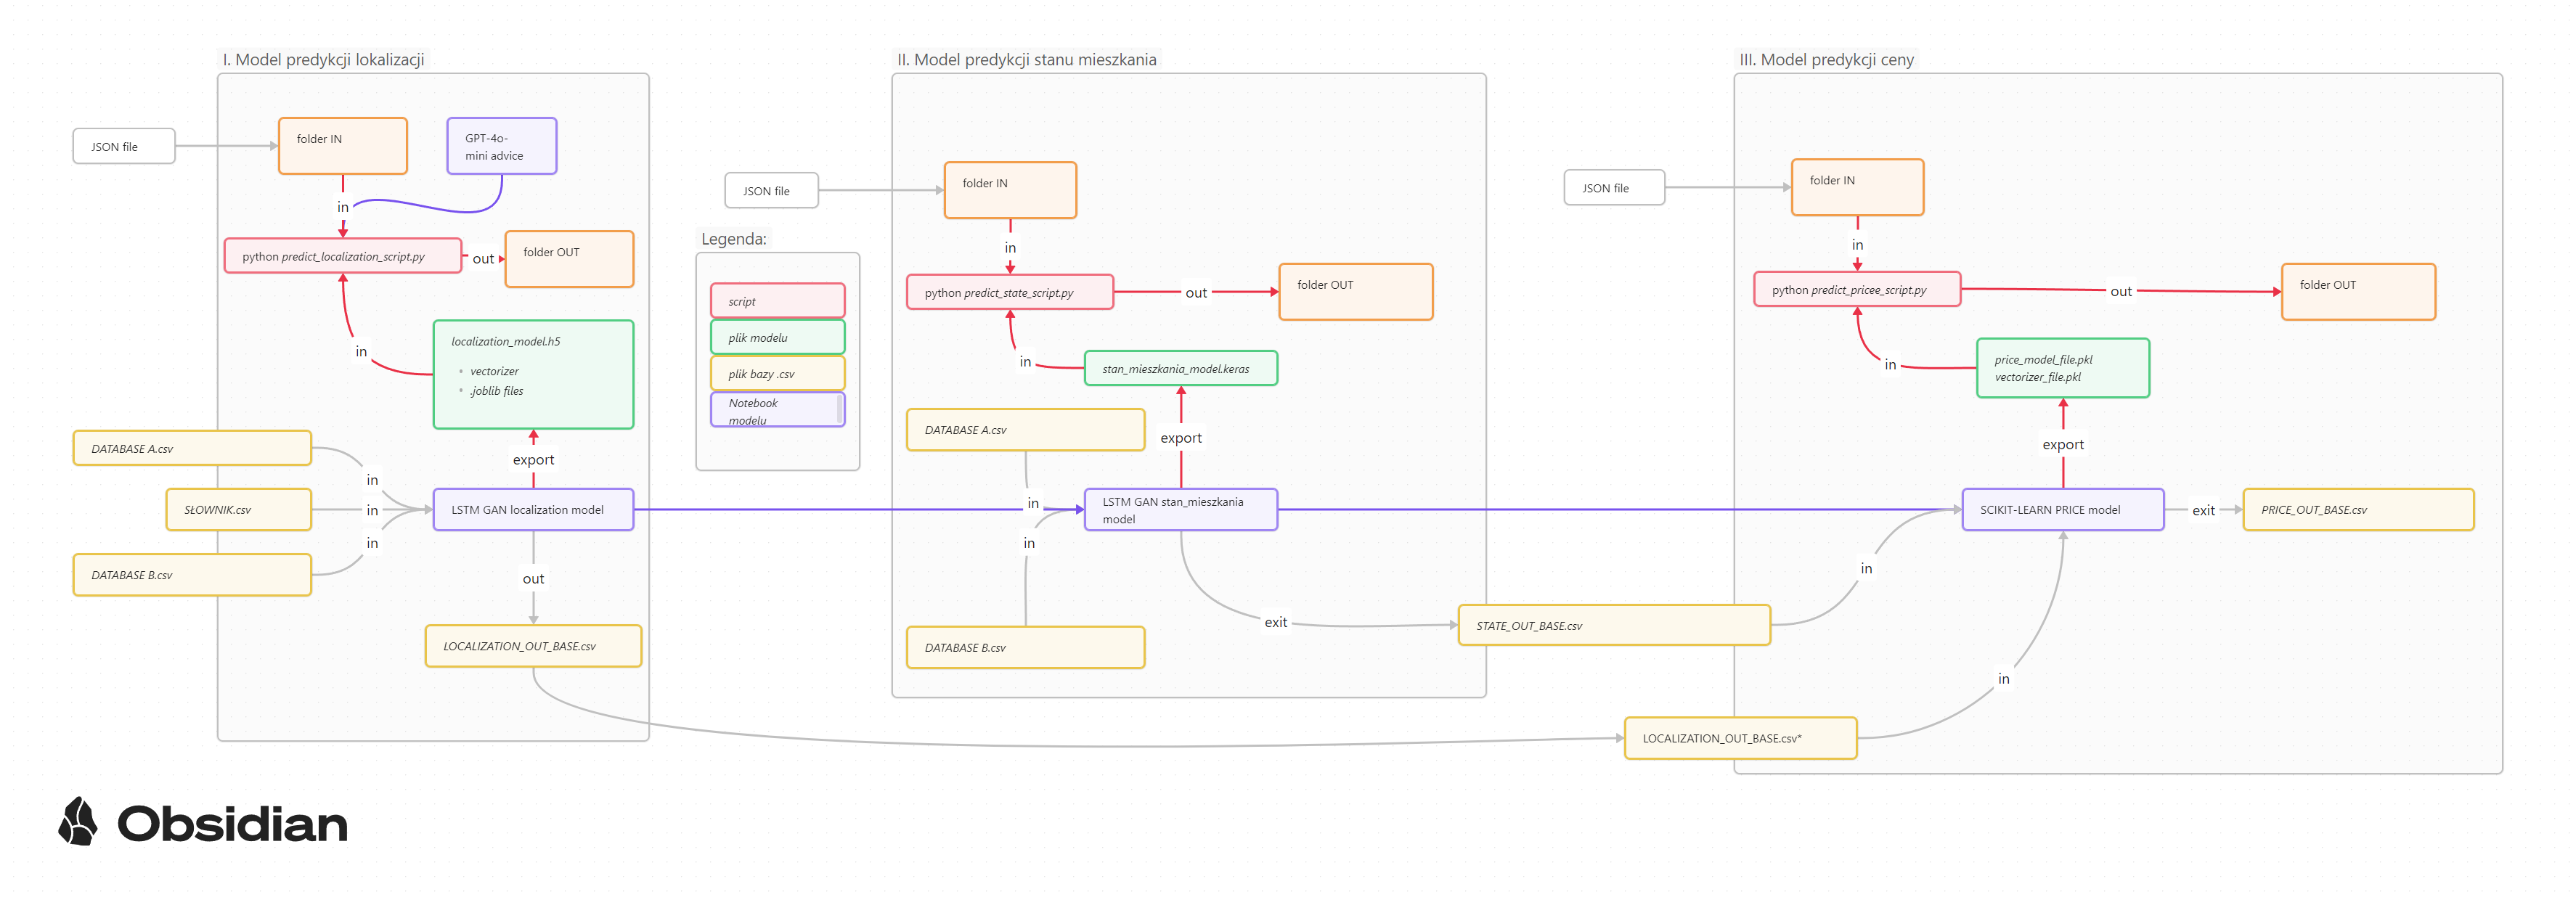 I. Model predykcji lokalizacji
JSON file
folder IN
GPT-4o-
mini advice
in
python predict_localization_script.py
out
folder OUT
in
localization_model.h5
• vectorizer
• .joblib files
DATABASE A.csv
SŁOWNIK.csv
DATABASE B.csv
in
in
in
export
LSTM GAN localization model
out
LOCALIZATION_OUT_BASE.csv
Legenda:
script
plik modelu
plik bazy .csv
Notebook
modelu
II. Model predykcji stanu mieszkania
JSON file
folder IN
in
python predict_state_script.py
out
folder OUT
in
stan_mieszkania_model.keras
DATABASE A.csv
export
in
LSTM GAN stan_mieszkania
model
in
DATABASE B.csv
exit
STATE_OUT_BASE.csv
III. Model predykcji ceny
JSON file
folder IN
in
python predict_pricee_script.py
out
folder OUT
in
price_model_file.pkl
vectorizer_file.pkl
export
SCIKIT-LEARN PRICE model
exit
PRICE_OUT_BASE.csv
in
in
LOCALIZATION_OUT_BASE.csv*
Obsidian